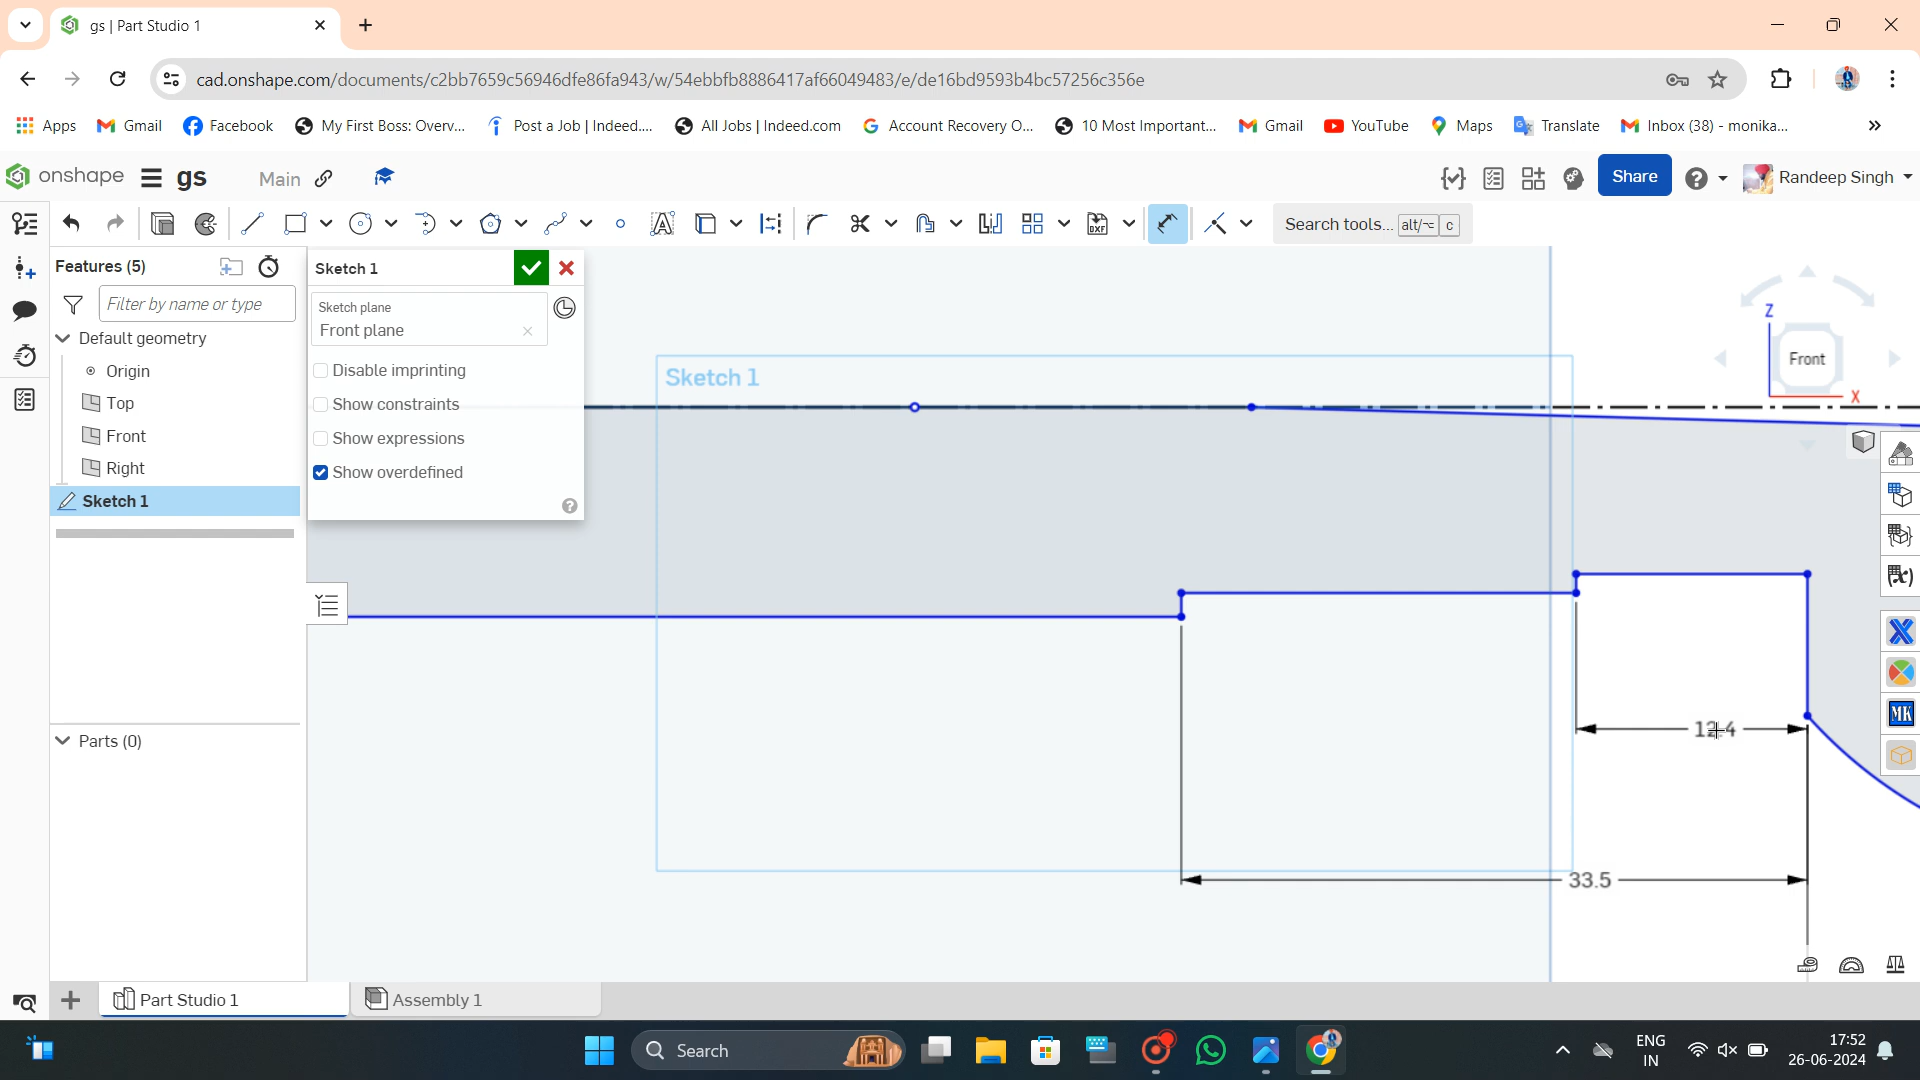 gs | Part Studio 1
cad.onshape.com/documents/c2bb7659c56946dfe86fa943/w/54ebbfb8886417af66049483/e/de16bd9593b4bc57256c356e
Apps Gmail Facebook My First Boss: Overv... Post a Job | Indeed.... All Jobs | Indeed.com Account Recovery O... 10 Most Important... Gmail YouTube Maps Translate Inbox (38) - monika...
onshape gs Main Share Randeep Singh
DXF Search tools... alt/⌥ c
Features (5)
Filter by name or type
Default geometry
Origin
Top
Front
Right
Sketch 1
Parts (0)
Sketch 1
Sketch plane
Front plane
Disable imprinting
Show constraints
Show expressions
Show overdefined
Sketch 1
Z
Front
X
(x)
MK
12.4
33.5
Part Studio 1 Assembly 1
Search
ENG
IN
17:52
26-06-2024